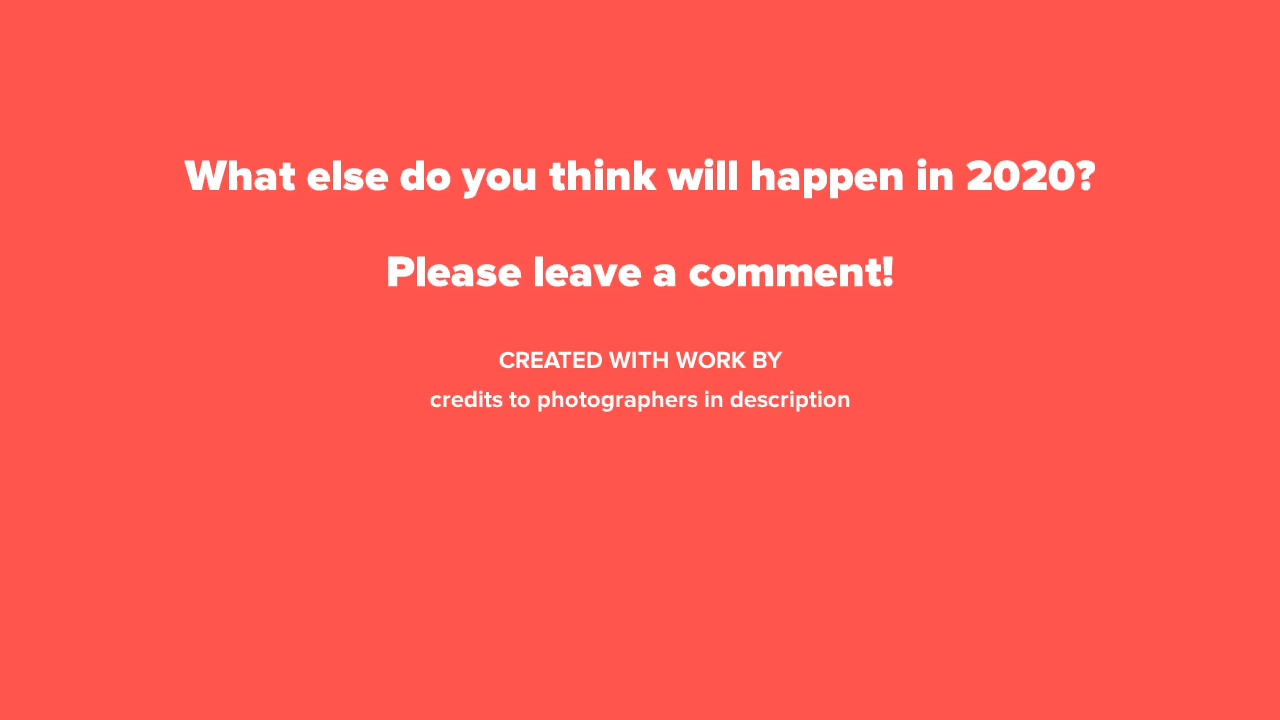 What else do you think will happen in 2020?
Please leave a comment!
CREATED WITH WORK BY
credits to photographers in description